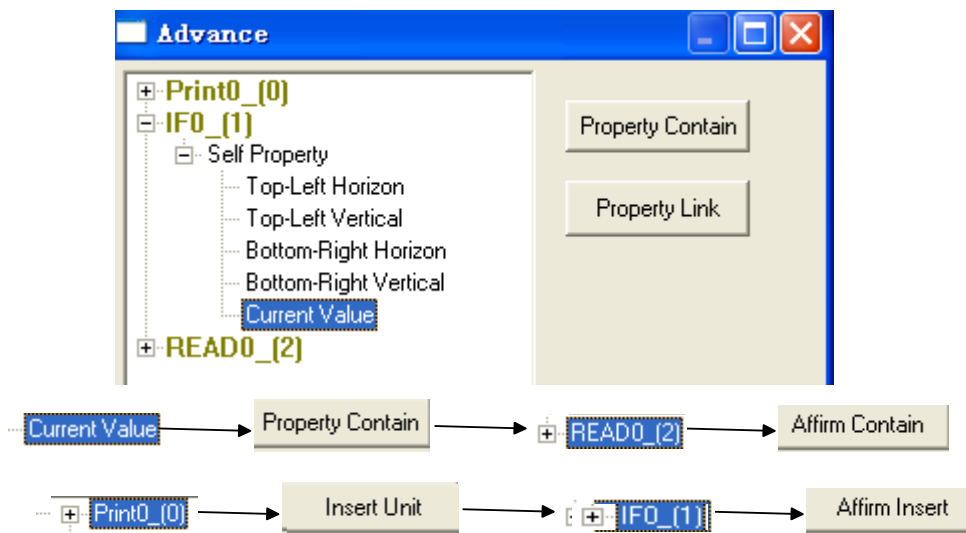 Advance
Print0_(0)
IF0_(1)
Self Property
Top-Left Horizon
Top-Left Vertical
Bottom-Right Horizon
Bottom-Right Vertical
Current Value
READ0_(2)
Property Contain
Property Link
Current Value Property Contain READ0_(2) Affirm Contain
Print0_(0) Insert Unit IF0_(1) Affirm Insert